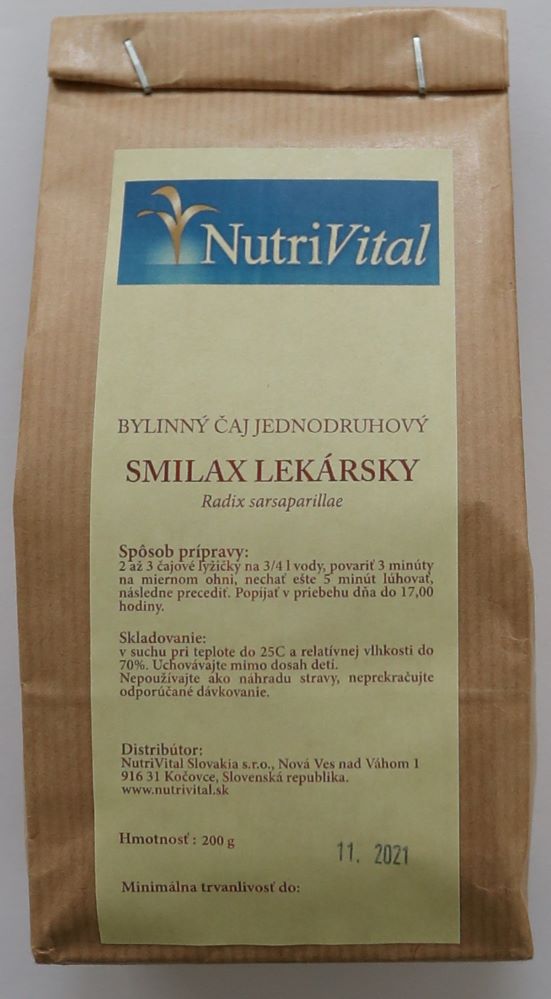 NutriVital
BYLINNÝ ČAJ JEDNODRUHOVÝ
SMILAX LEKÁRSKY
Radix sarsaparillae
Spôsob prípravy:
2 až 3 čajové lyžičky na 3/4 l vody, povariť 3 minúty
na miernom ohni, nechať ešte 5 minút lúhovať,
následne precediť. Popíjať v priebehu dňa do 17,00
hodiny.
Skladovanie:
v suchu pri teplote do 25C a relatívnej vlhkosti do
70%. Uchovávajte mimo dosah detí.
Nepoužívajte ako náhradu stravy, neprekračujte
odporúčané dávkovanie.
Distribútor:
NutriVital Slovakia s.r.o., Nová Ves nad Váhom 1
916 31 Kočovce, Slovenská republika.
www.nutrivital.sk
Hmotnosť : 200 g
11. 2021
Minimálna trvanlivosť do: